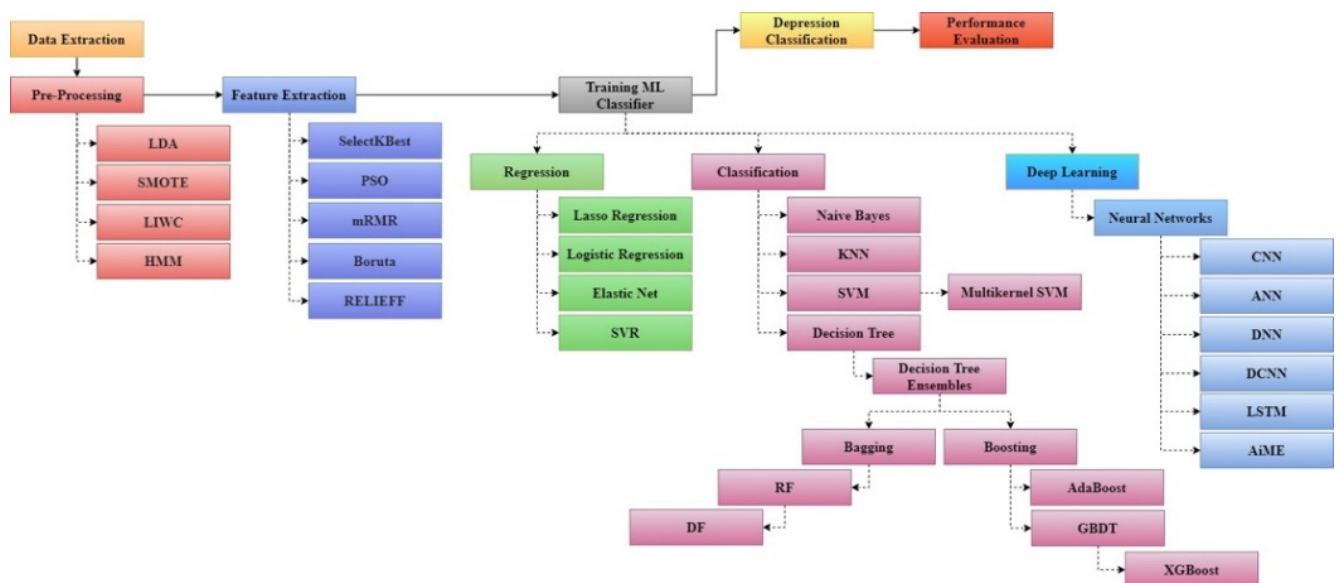 Data Extraction
Depression
Classification
Performance
Evaluation
Pre-Processing
Feature Extraction
Training ML
Classifier
LDA
SMOTE
LIWC
HMM
SelectKBest
PSO
mRMR
Boruta
RELIEFF
Regression
Lasso Regression
Logistic Regression
Elastic Net
SVR
Classification
Naive Bayes
KNN
SVM
Multikernel SVM
Decision Tree
Decision Tree
Ensembles
Bagging
RF
DF
Boosting
AdaBoost
GBDT
XGBoost
Deep Learning
Neural Networks
CNN
ANN
DNN
DCNN
LSTM
AiME